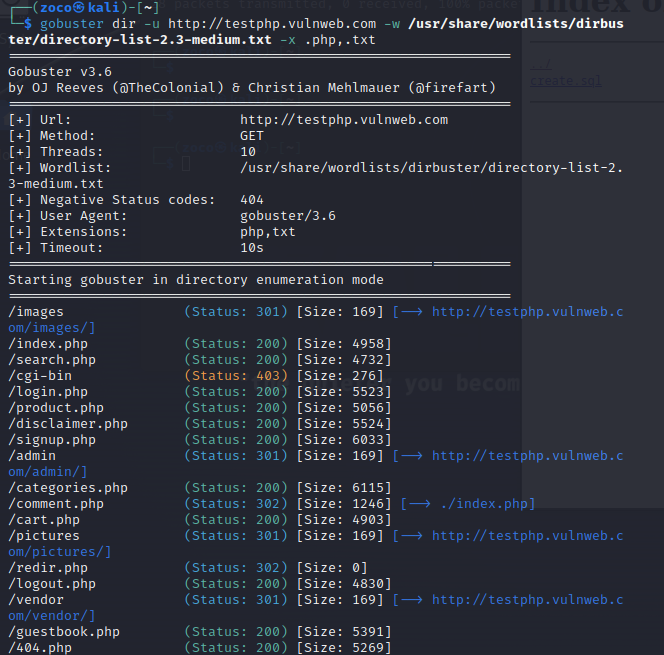 (zoco㉿kali)-[~]
$ gobuster dir -u http://testphp.vulnweb.com -w /usr/share/wordlists/dirbus
ter/directory-list-2.3-medium.txt -x .php,.txt
Gobuster v3.6
by OJ Reeves (@TheColonial) & Christian Mehlmauer (@firefart)
[+] Url: http://testphp.vulnweb.com
[+] Method: GET
[+] Threads: 10
[+] Wordlist: /usr/share/wordlists/dirbuster/directory-list-2.
3-medium.txt
[+] Negative Status codes: 404
[+] User Agent: gobuster/3.6
[+] Extensions: php,txt
[+] Timeout: 10s
Starting gobuster in directory enumeration mode
/images (Status: 301) [Size: 169] [--> http://testphp.vulnweb.c
om/images/]
/index.php (Status: 200) [Size: 4958]
/search.php (Status: 200) [Size: 4732]
/cgi-bin (Status: 403) [Size: 276]
/login.php (Status: 200) [Size: 5523]
/product.php (Status: 200) [Size: 5056]
/disclaimer.php (Status: 200) [Size: 5524]
/signup.php (Status: 200) [Size: 6033]
/admin (Status: 301) [Size: 169] [--> http://testphp.vulnweb.c
om/admin/]
/categories.php (Status: 200) [Size: 6115]
/comment.php (Status: 302) [Size: 1246] [--> ./index.php]
/cart.php (Status: 200) [Size: 4903]
/pictures (Status: 301) [Size: 169] [--> http://testphp.vulnweb.c
om/pictures/]
/redir.php (Status: 302) [Size: 0]
/logout.php (Status: 200) [Size: 4830]
/vendor (Status: 301) [Size: 169] [--> http://testphp.vulnweb.c
om/vendor/]
/guestbook.php (Status: 200) [Size: 5391]
/404.php (Status: 200) [Size: 5269]
../
create.sql
you becom